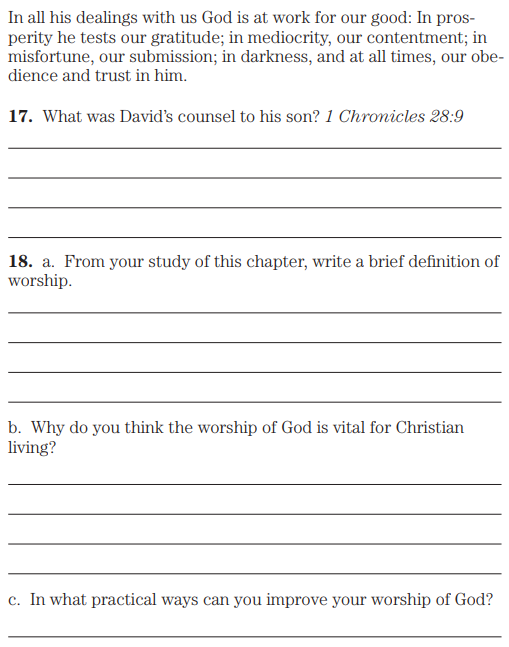 In all his dealings with us God is at work for our good: In pros-
perity he tests our gratitude; in mediocrity, our contentment; in
misfortune, our submission; in darkness, and at all times, our obe-
dience and trust in him.
17. What was David's counsel to his son? 1 Chronicles 28:9
18. a. From your study of this chapter, write a brief definition of
worship.
b. Why do you think the worship of God is vital for Christian
living?
c. In what practical ways can you improve your worship of God?